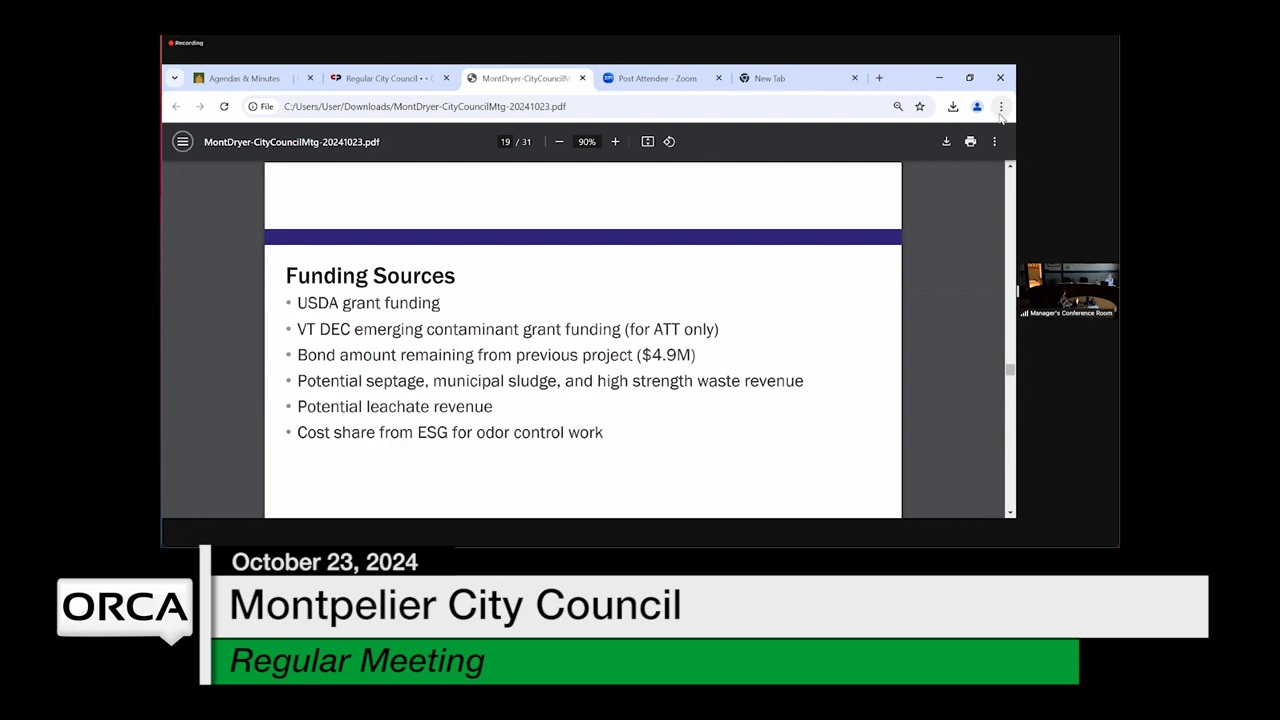 Recording
Agendas & Minutes
Regular City Council • • C
MontDryer-CityCouncilM
Post Attendee - Zoom
New Tab
File
C:/Users/User/Downloads/MontDryer-CityCouncilMtg-20241023.pdf
MontDryer-CityCouncilMtg-20241023.pdf
19 / 31
90%
Funding Sources
• USDA grant funding
• VT DEC emerging contaminant grant funding (for ATT only)
• Bond amount remaining from previous project ($4.9M)
• Potential septage, municipal sludge, and high strength waste revenue
• Potential leachate revenue
• Cost share from ESG for odor control work
Manager's Conference Room
October 23, 2024
ORCA
Montpelier City Council
Regular Meeting